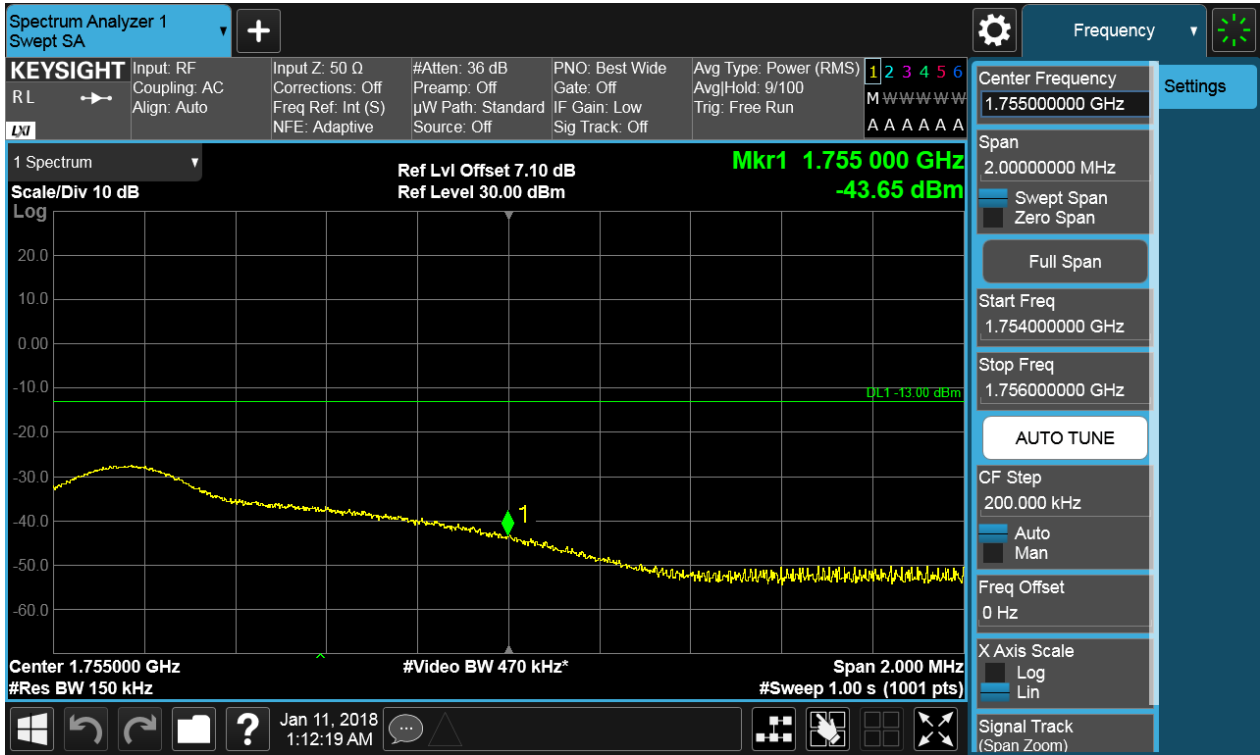 Spectrum Analyzer 1
Swept SA
+
Frequency
KEYSIGHT
RL
LXI
Input: RF
Coupling: AC
Align: Auto
Input Z: 50 Ω
Corrections: Off
Freq Ref: Int (S)
NFE: Adaptive
#Atten: 36 dB
Preamp: Off
µW Path: Standard
Source: Off
PNO: Best Wide
Gate: Off
IF Gain: Low
Sig Track: Off
Avg Type: Power (RMS)
Avg|Hold: 9/100
Trig: Free Run
1 2 3 4 5 6
M W W W W W
A A A A A A
1 Spectrum
Scale/Div 10 dB
Log
Ref Lvl Offset 7.10 dB
Ref Level 30.00 dBm
Mkr1 1.755 000 GHz
-43.65 dBm
20.0
10.0
0.00
-10.0
DL1 -13.00 dBm
-20.0
-30.0
-40.0
1
-50.0
-60.0
Center 1.755000 GHz
#Video BW 470 kHz*
Span 2.000 MHz
#Res BW 150 kHz
#Sweep 1.00 s (1001 pts)
Center Frequency
1.755000000 GHz
Span
2.00000000 MHz
Swept Span
Zero Span
Full Span
Start Freq
1.754000000 GHz
Stop Freq
1.756000000 GHz
AUTO TUNE
CF Step
200.000 kHz
Auto
Man
Freq Offset
0 Hz
X Axis Scale
Log
Lin
Signal Track
(Span Zoom)
Settings
?
Jan 11, 2018
1:12:19 AM